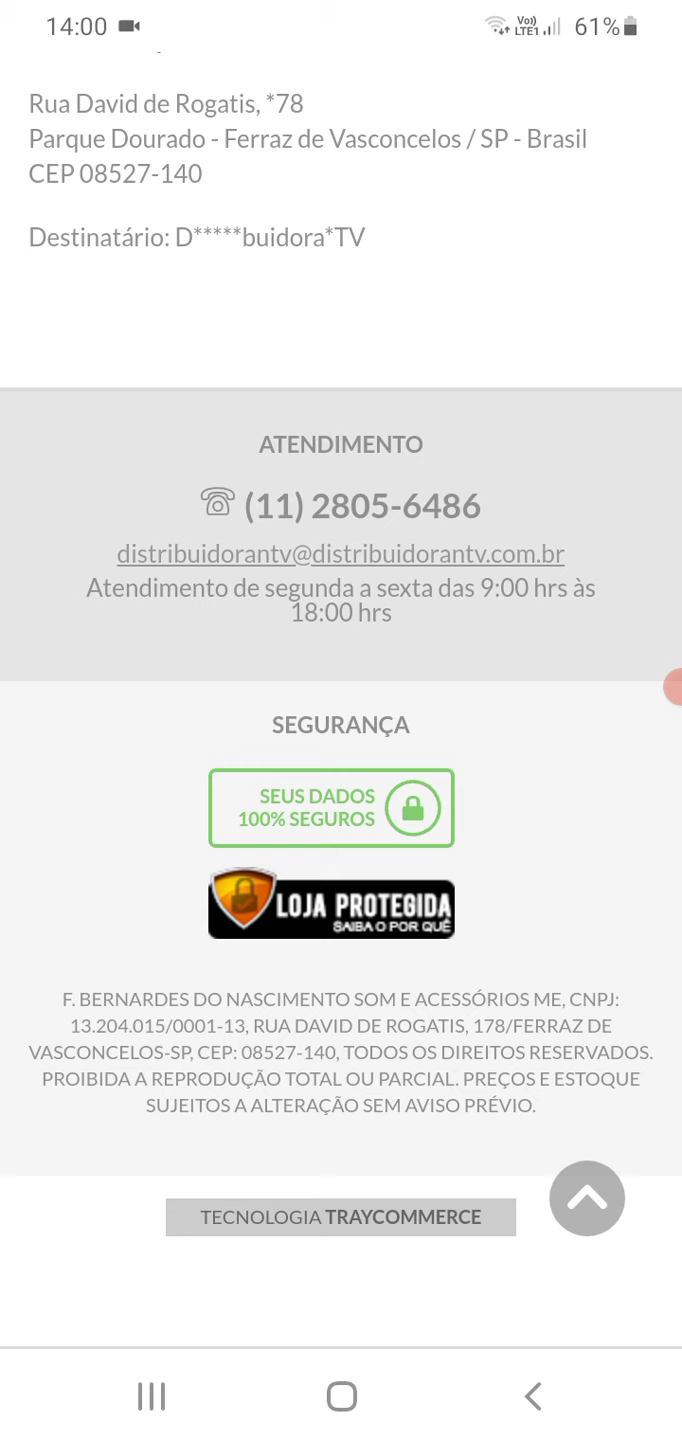 14:00
Vo)) LTE1 61%
Rua David de Rogatis, *78
Parque Dourado - Ferraz de Vasconcelos / SP - Brasil
CEP 08527-140
Destinatário: D*****buidora*TV
ATENDIMENTO
(11) 2805-6486
distribuidorantv@distribuidorantv.com.br
Atendimento de segunda a sexta das 9:00 hrs às
18:00 hrs
SEGURANÇA
SEUS DADOS
100% SEGUROS
LOJA PROTEGIDA
SAIBA O POR QUÊ
F. BERNARDES DO NASCIMENTO SOM E ACESSÓRIOS ME, CNPJ:
13.204.015/0001-13, RUA DAVID DE ROGATIS, 178/FERRAZ DE
VASCONCELOS-SP, CEP: 08527-140, TODOS OS DIREITOS RESERVADOS.
PROIBIDA A REPRODUÇÃO TOTAL OU PARCIAL. PREÇOS E ESTOQUE
SUJEITOS A ALTERAÇÃO SEM AVISO PRÉVIO.
TECNOLOGIA TRAYCOMMERCE